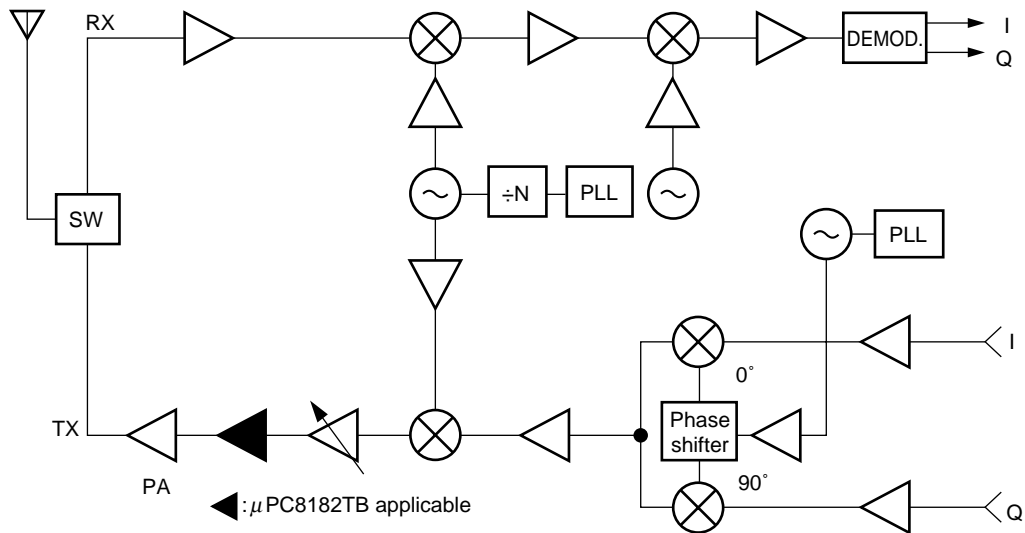 RX
I
DEMOD.
Q
÷N
PLL
SW
PLL
I
0°
Phase
shifter
TX
90°
PA
: µPC8182TB applicable
Q